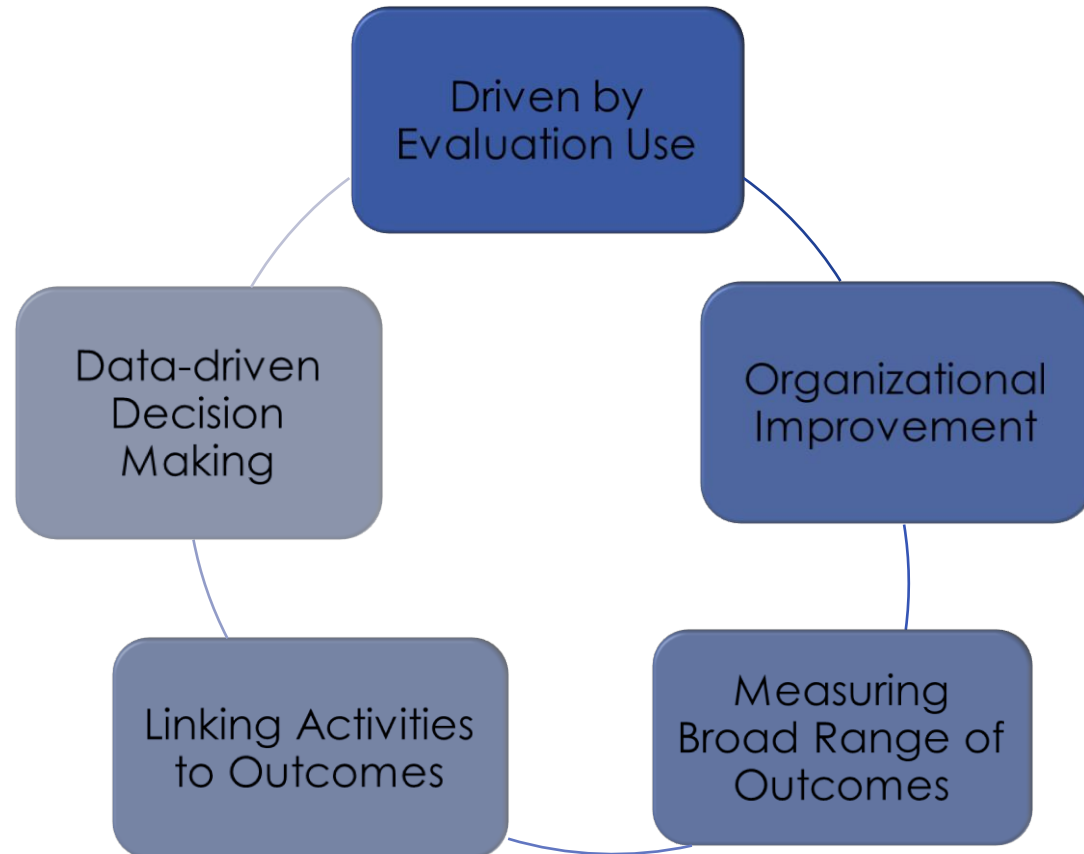 Driven by
Evaluation Use
Organizational
Improvement
Measuring
Broad Range of
Outcomes
Linking Activities
to Outcomes
Data-driven
Decision
Making